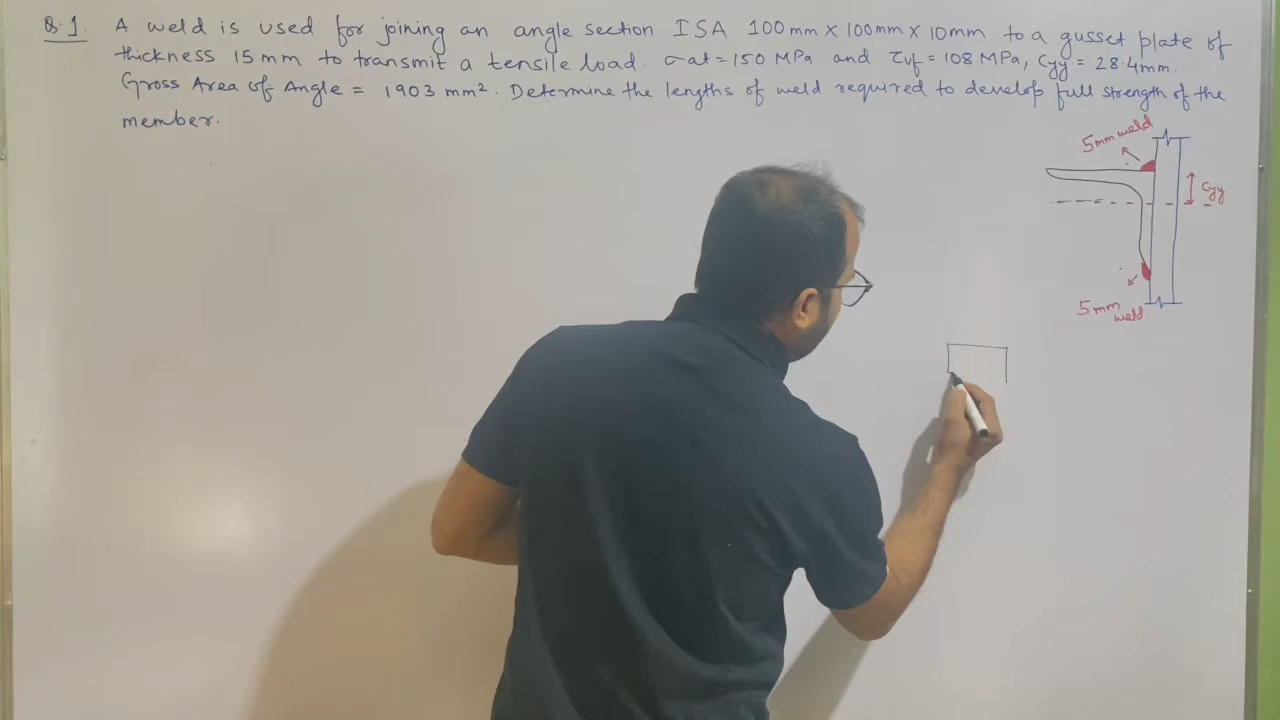 Q.1. A weld is used for joining an angle section ISA 100mm×100mm×10mm to a gusset plate of
thickness 15mm to transmit a tensile load. σat=150 MPa and τvf=108 MPa, Cyy=28.4mm.
Gross Area of Angle = 1903 mm². Determine the lengths of weld required to develop full strength of the
member.
5mm weld
Cyy
5mm
weld